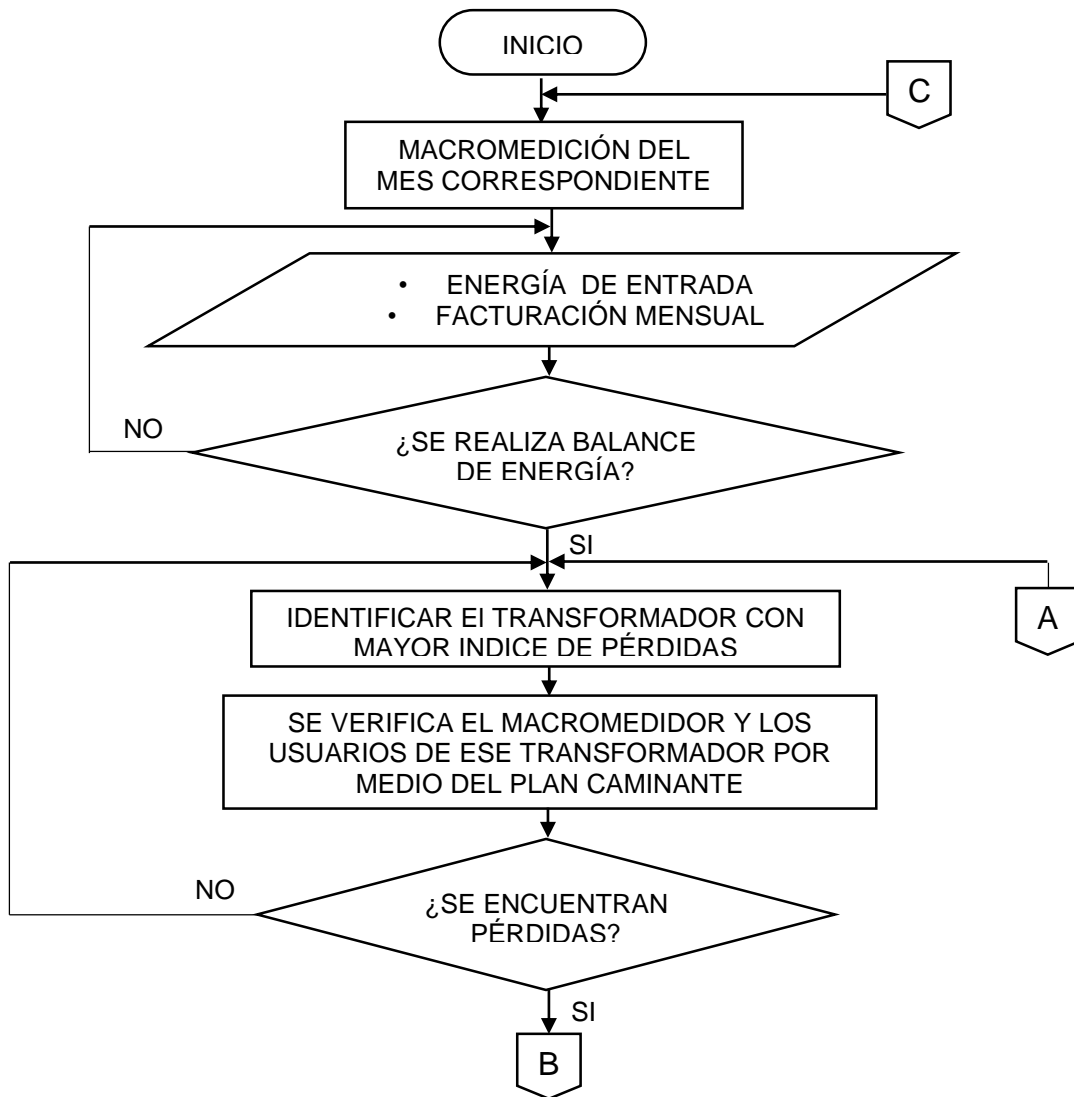 INICIO
C
MACROMEDICIÓN DEL
MES CORRESPONDIENTE
• ENERGÍA DE ENTRADA
• FACTURACIÓN MENSUAL
NO
¿SE REALIZA BALANCE
DE ENERGÍA?
SI
IDENTIFICAR El TRANSFORMADOR CON
MAYOR INDICE DE PÉRDIDAS
A
SE VERIFICA EL MACROMEDIDOR Y LOS
USUARIOS DE ESE TRANSFORMADOR POR
MEDIO DEL PLAN CAMINANTE
NO
¿SE ENCUENTRAN
PÉRDIDAS?
SI
B